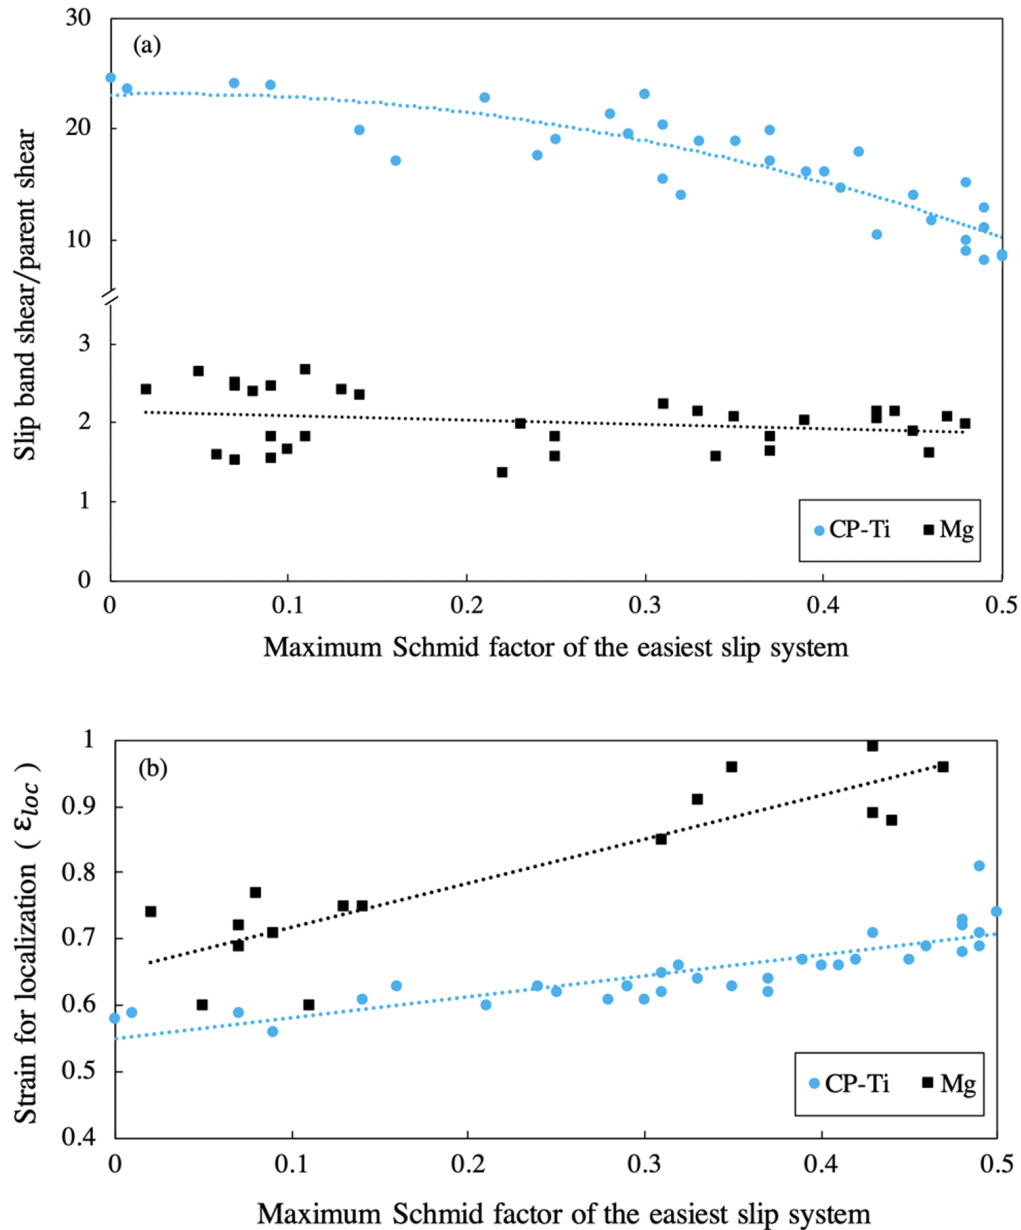 30
(a)
20
10
3
2
1
0
Slip band shear/parent shear
CP-Ti Mg
0 0.1 0.2 0.3 0.4 0.5
Maximum Schmid factor of the easiest slip system
1
(b)
0.9
0.8
0.7
0.6
0.5
0.4
Strain for localization ( ε_loc )
CP-Ti Mg
0 0.1 0.2 0.3 0.4 0.5
Maximum Schmid factor of the easiest slip system